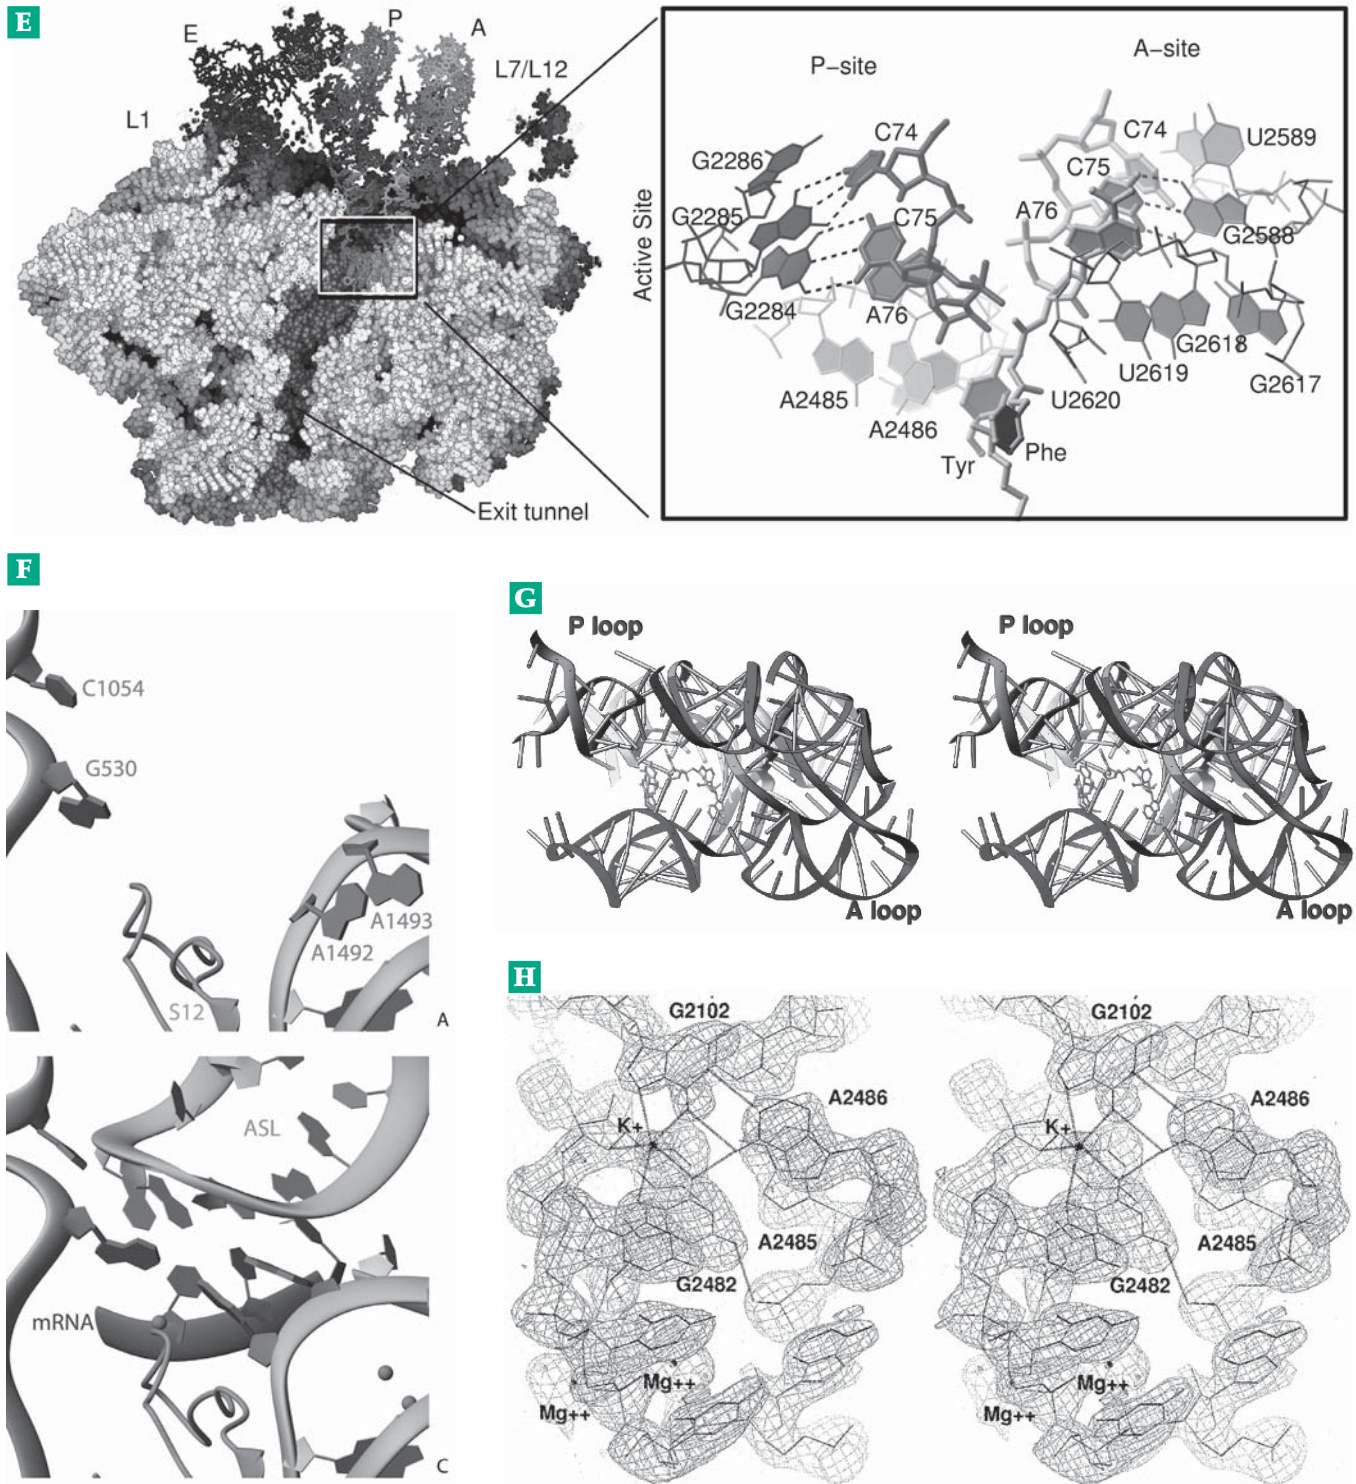 E
E
P
A
L7/L12
L1
Exit tunnel
Active Site
P–site
A–site
C74
C74
U2589
G2286
C75
G2285
C75
A76
G2588
G2284
A76
G2618
U2619
G2617
A2485
U2620
A2486
Tyr
Phe
F
C1054
G530
A1493
A1492
S12
A
ASL
mRNA
C
G
P loop
P loop
A loop
A loop
H
G2102
G2102
A2486
A2486
K+
K+
A2485
A2485
G2482
G2482
Mg++
Mg++
Mg++
Mg++